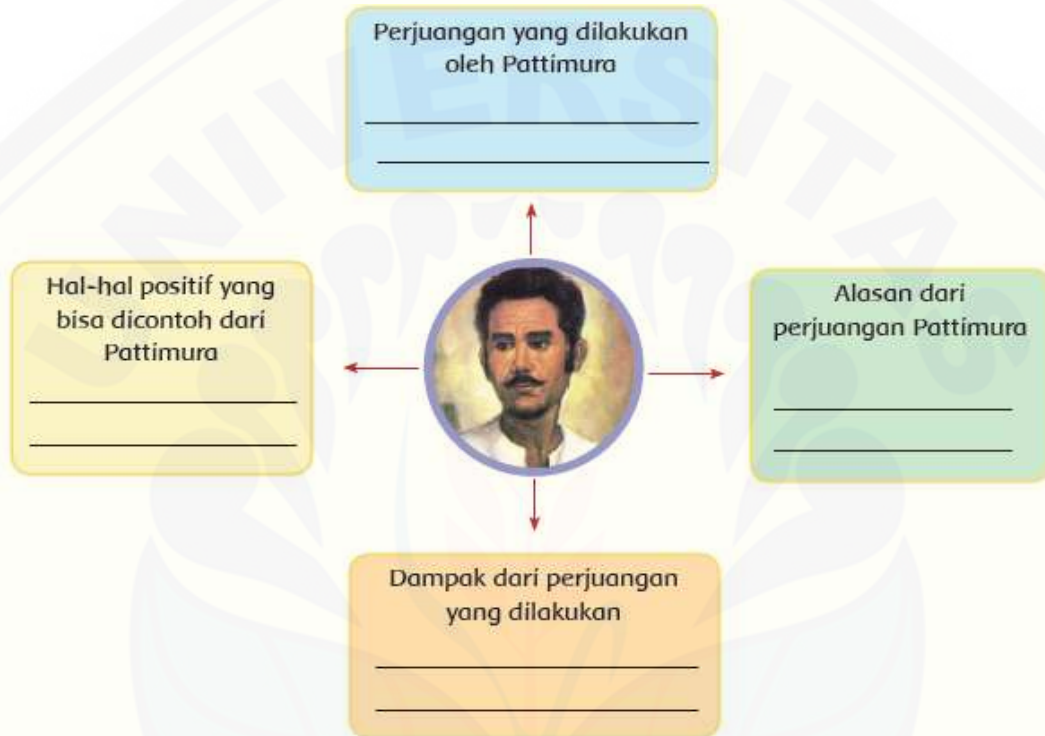 UNIVERSITAS
Perjuangan yang dilakukan
oleh Pattimura
Hal-hal positif yang
bisa dicontoh dari
Pattimura
Alasan dari
perjuangan Pattimura
Dampak dari perjuangan
yang dilakukan